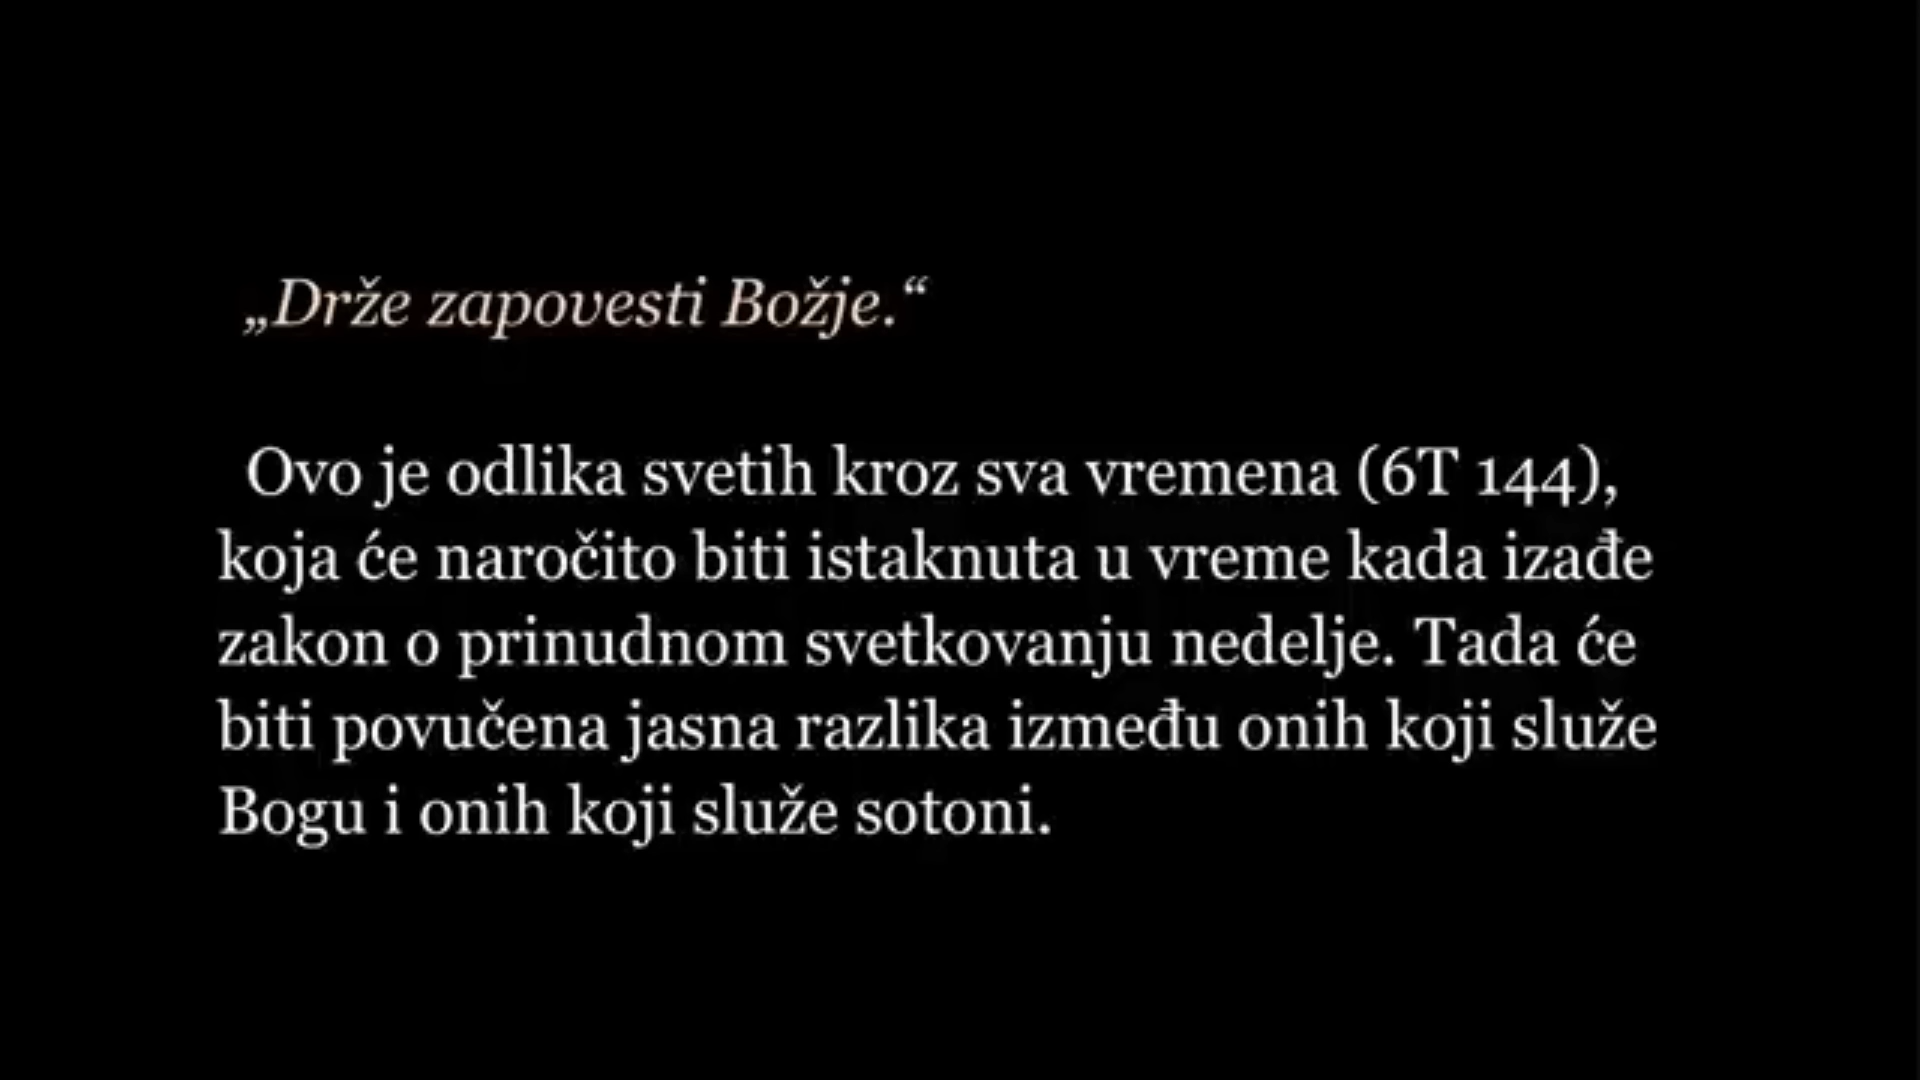 „Drže zapovesti Božje.“
Ovo je odlika svetih kroz sva vremena (6T 144),
koja će naročito biti istaknuta u vreme kada izađe
zakon o prinudnom svetkovanju nedelje. Tada će
biti povučena jasna razlika između onih koji služe
Bogu i onih koji služe sotoni.